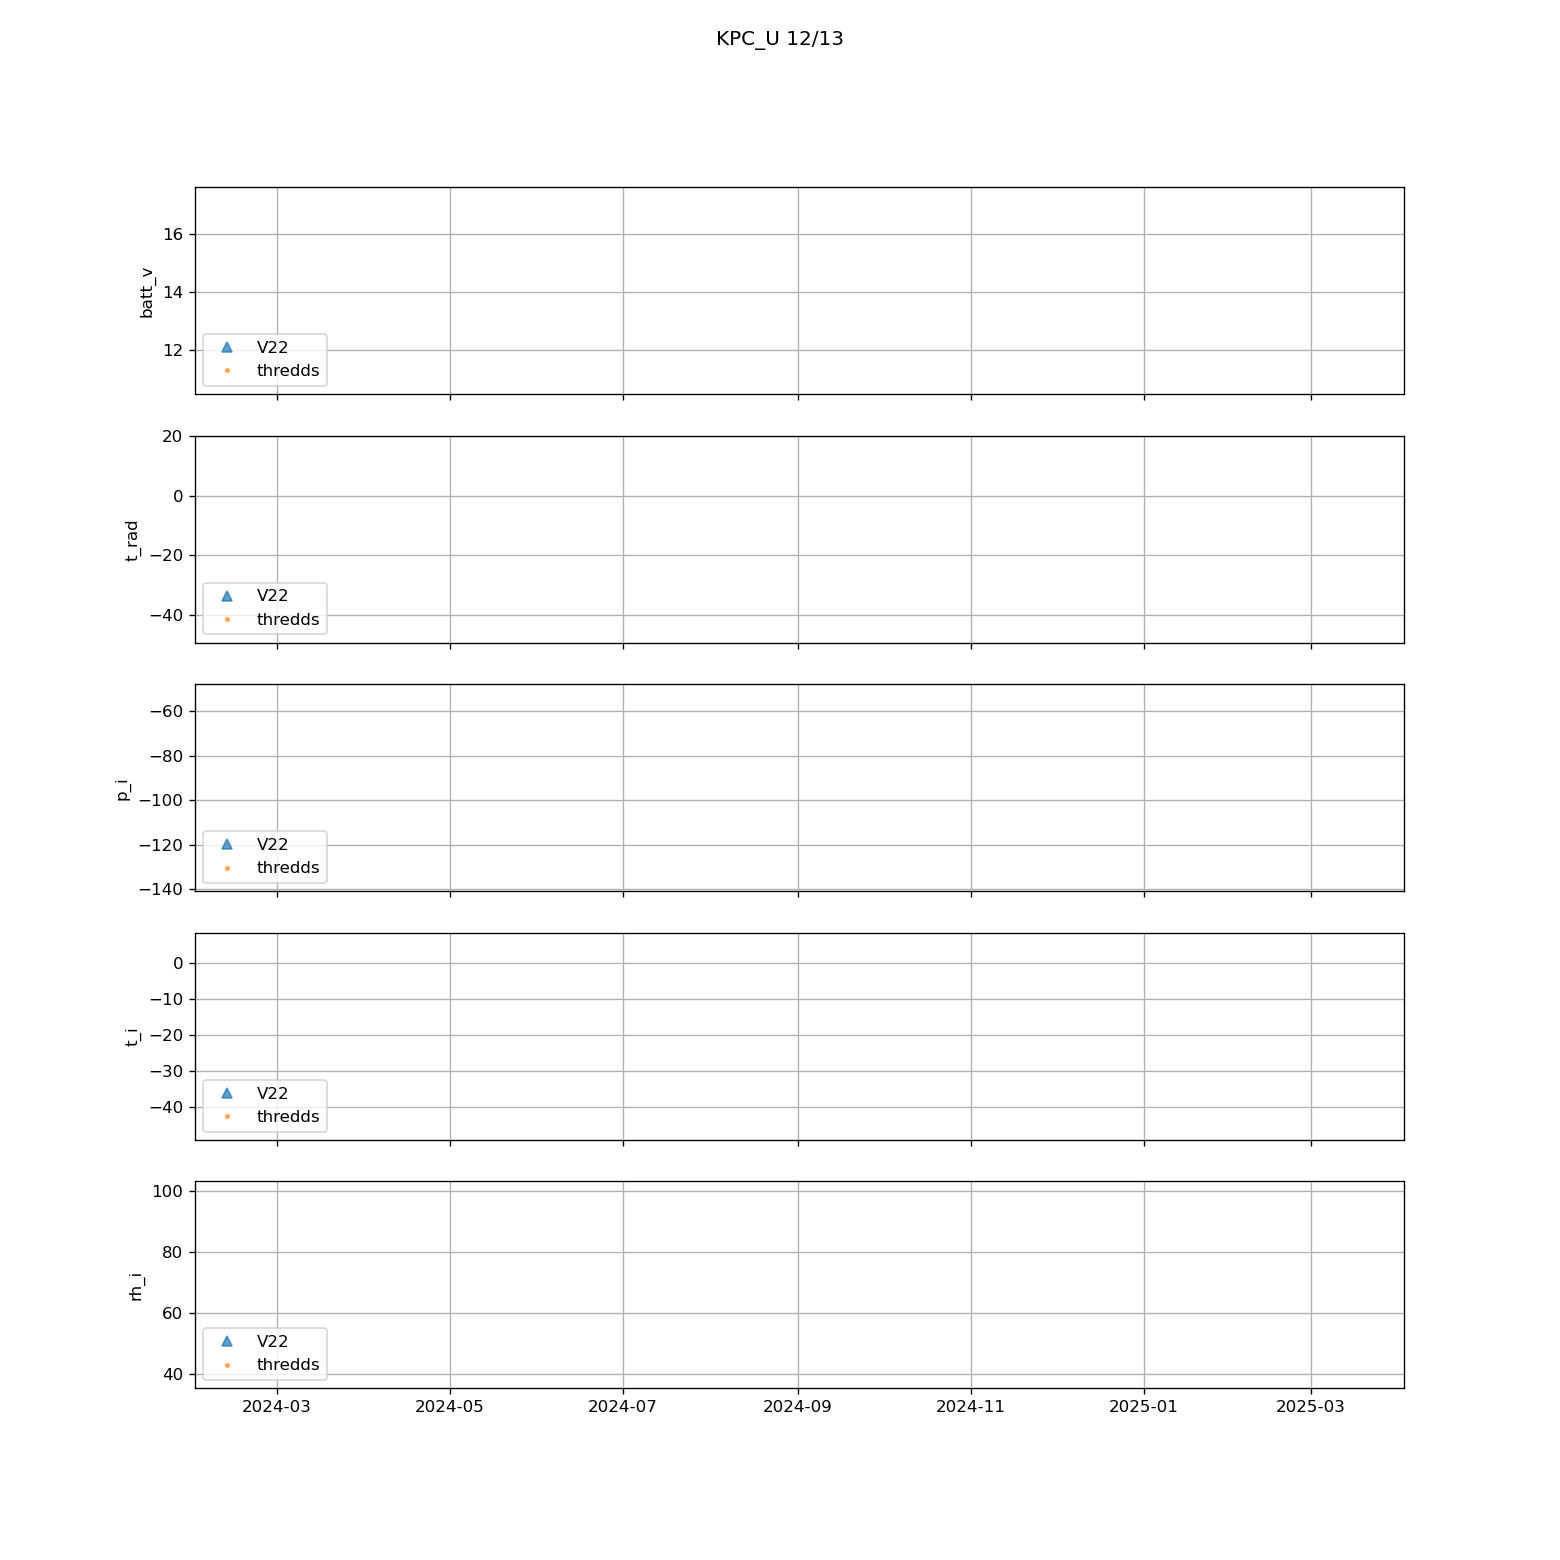 KPC_U 12/13
batt_v
16
14
12
V22
thredds
t_rad
20
0
−20
−40
V22
thredds
p_i
−60
−80
−100
−120
−140
V22
thredds
t_i
0
−10
−20
−30
−40
V22
thredds
rh_i
100
80
60
40
V22
thredds
2024-03 2024-05 2024-07 2024-09 2024-11 2025-01 2025-03